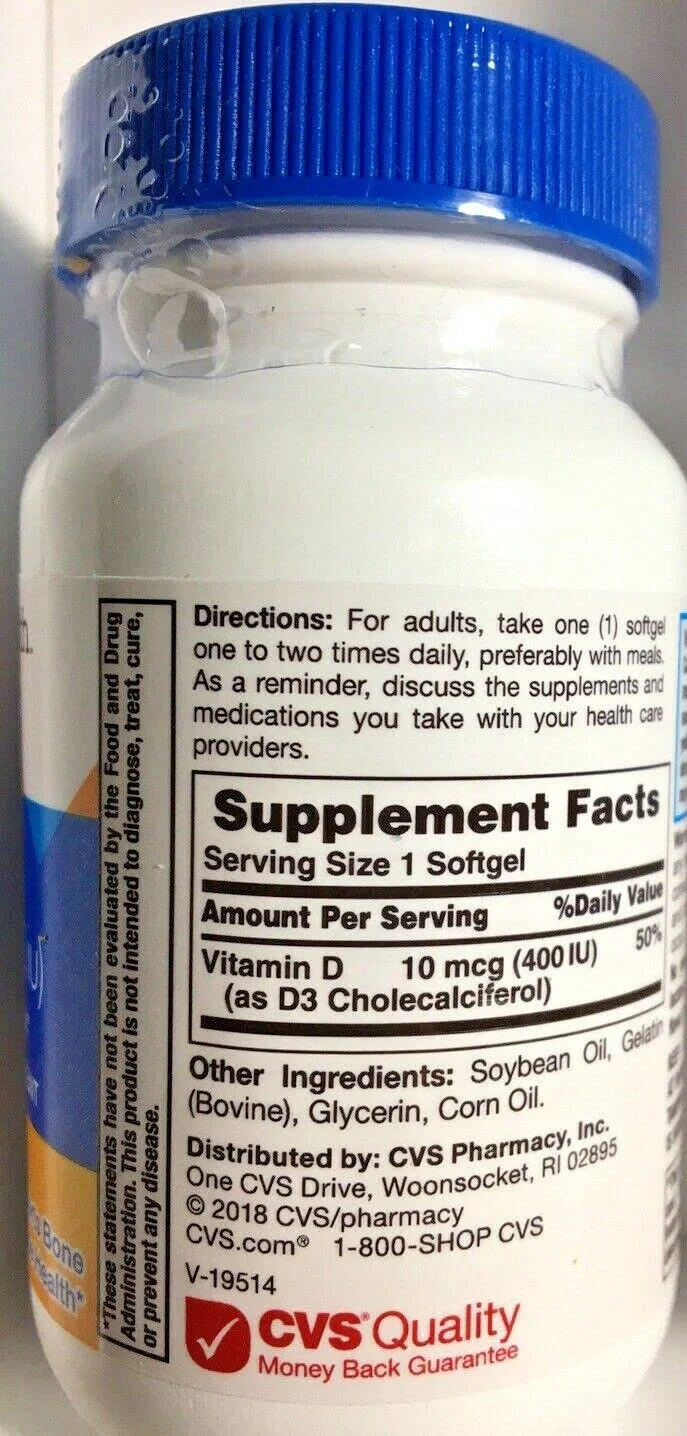 Directions: For adults, take one (1) softgel
one to two times daily, preferably with meals.
As a reminder, discuss the supplements and
medications you take with your health care
providers.
Supplement Facts
Serving Size 1 Softgel
Amount Per Serving %Daily Value
Vitamin D 10 mcg (400 IU) 50%
(as D3 Cholecalciferol)
Other Ingredients: Soybean Oil, Gelatin
(Bovine), Glycerin, Corn Oil.
Distributed by: CVS Pharmacy, Inc.
One CVS Drive, Woonsocket, RI 02895
© 2018 CVS/pharmacy
CVS.com® 1-800-SHOP CVS
V-19514
CVS® Quality
Money Back Guarantee
*These statements have not been evaluated by the Food and Drug
Administration. This product is not intended to diagnose, treat, cure,
or prevent any disease.
Bone
Health*